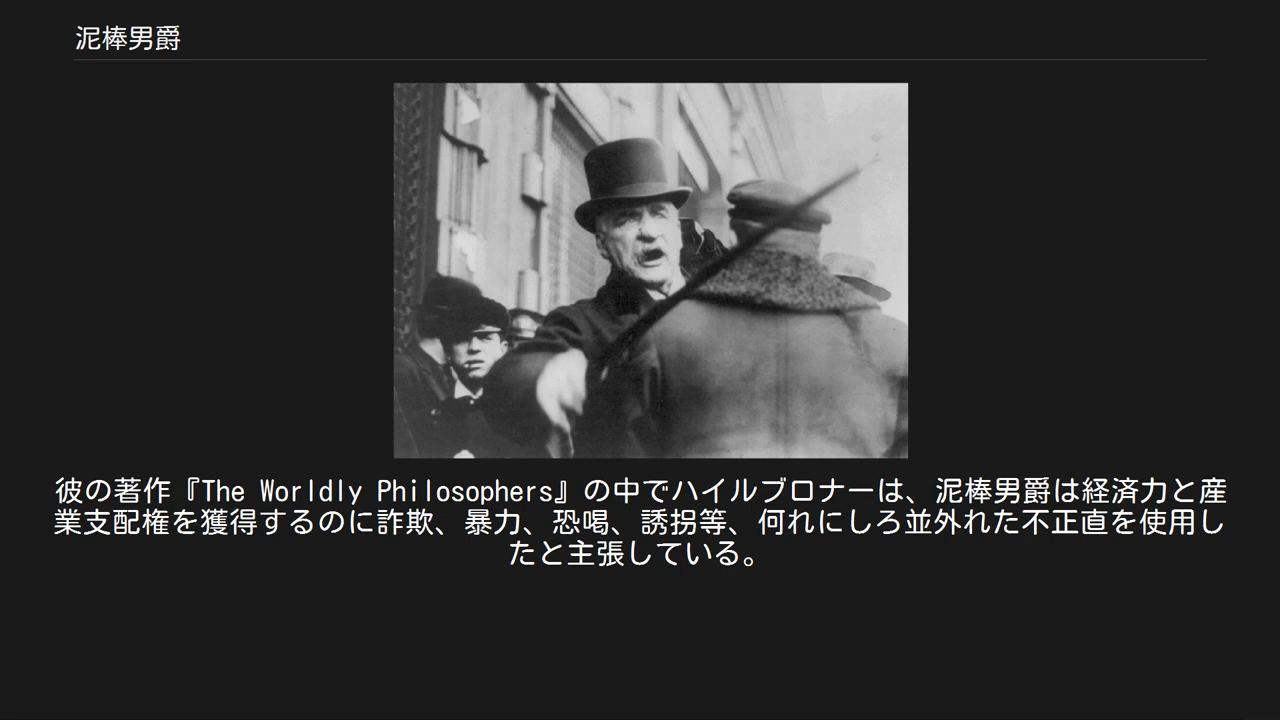 泥棒男爵
彼の著作『The Worldly Philosophers』の中でハイルブロナーは、泥棒男爵は経済力と産
業支配権を獲得するのに詐欺、暴力、恐喝、誘拐等、何れにしろ並外れた不正直を使用し
たと主張している。